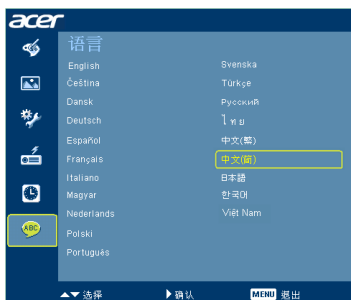 acer
语言
English
Čeština
Dansk
Deutsch
Español
Français
Italiano
Magyar
Nederlands
Polski
Português
Svenska
Türkçe
Русский
ไทย
中文(繁)
中文(简)
日本語
한국어
Việt Nam
ABC
▲▼ 选择 ▶ 确认 MENU 退出